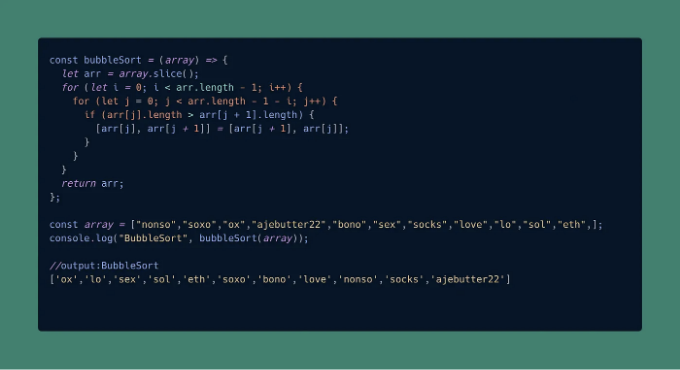 const bubbleSort = (array) => {
  let arr = array.slice();
  for (let i = 0; i < arr.length - 1; i++) {
    for (let j = 0; j < arr.length - 1 - i; j++) {
      if (arr[j].length > arr[j + 1].length) {
        [arr[j], arr[j + 1]] = [arr[j + 1], arr[j]];
      }
    }
  }
  return arr;
};
const array = ["nonso","soxo","ox","ajebutter22","bono","sex","socks","love","lo","sol","eth",];
console.log("BubbleSort", bubbleSort(array));
//output:BubbleSort
['ox','lo','sex','sol','eth','soxo','bono','love','nonso','socks','ajebutter22']